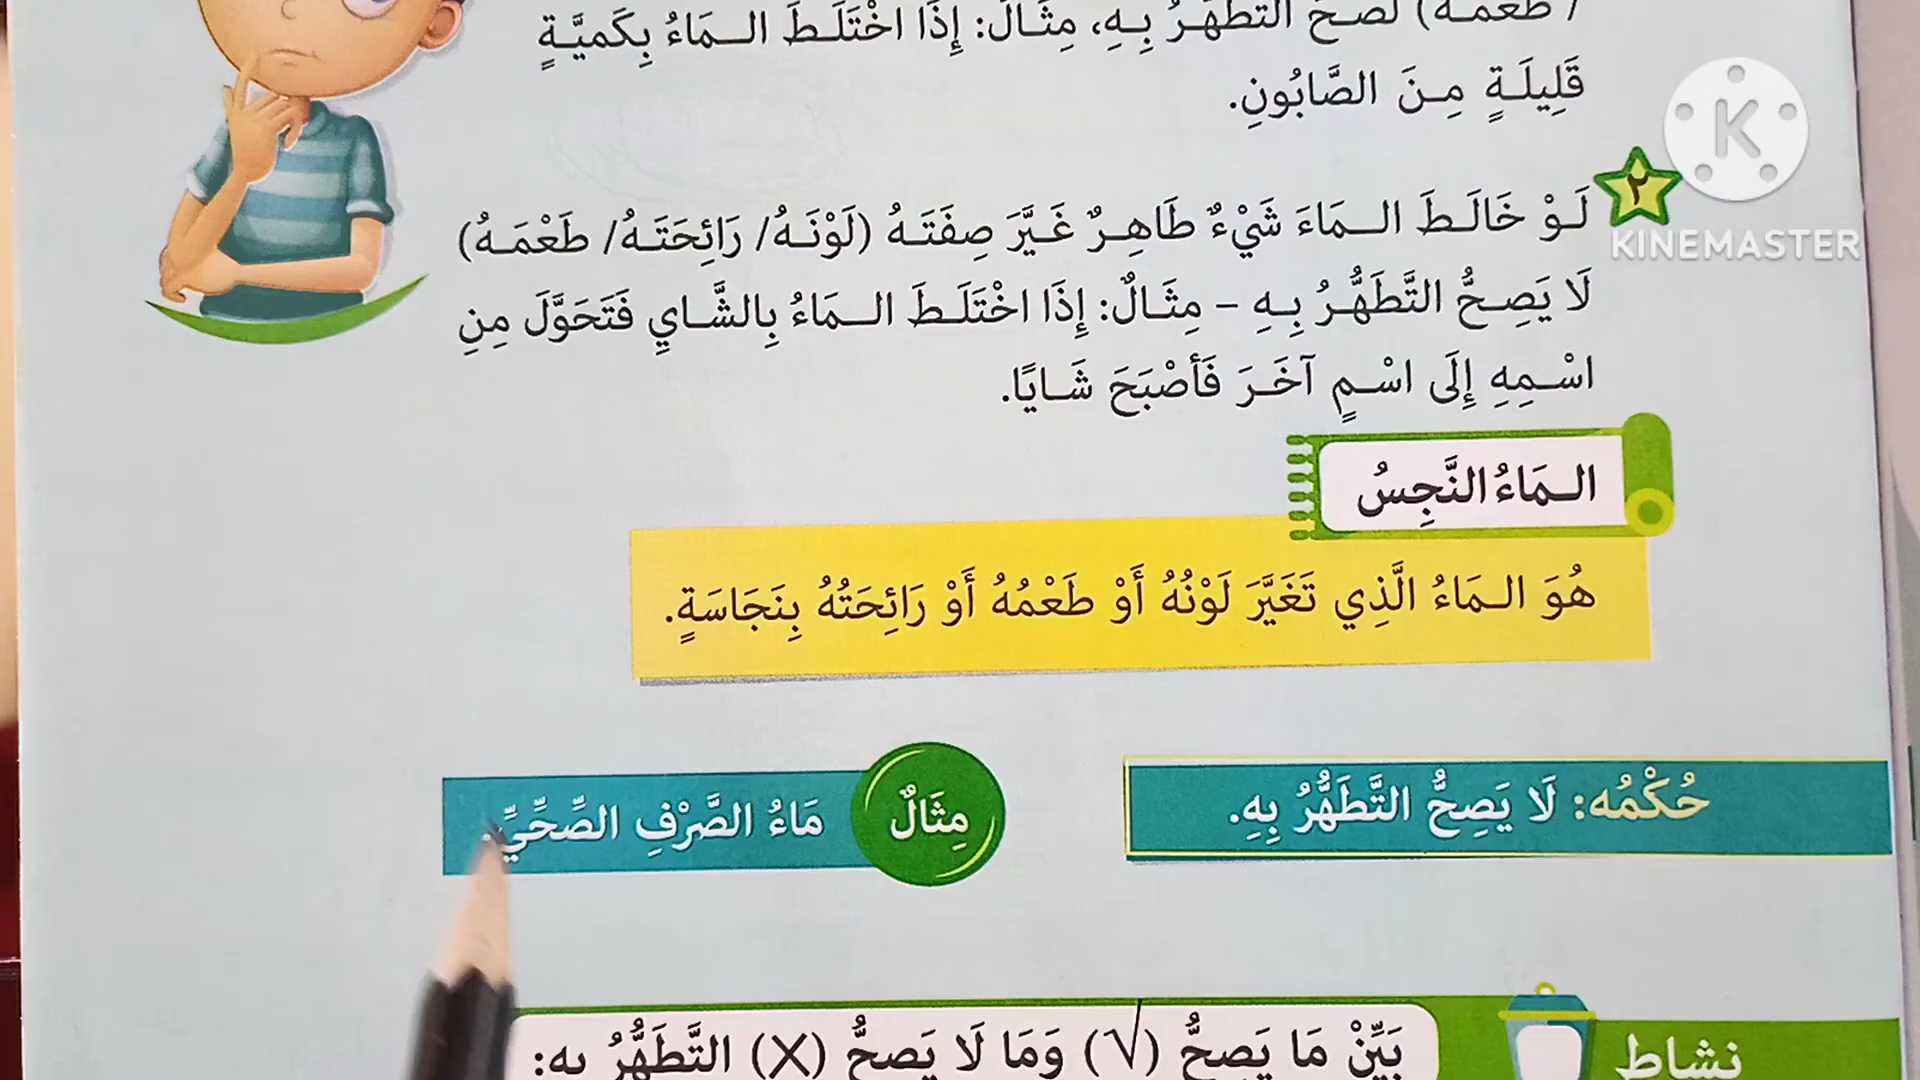 / طَعْمَهُ) لَصَحَّ التَّطَهُّرُ بِهِ، مِثَالٌ: إِذَا اخْتَلَطَ الْمَاءُ بِكَمِيَّةٍ
قَلِيلَةٍ مِنَ الصَّابُونِ.
٢
لَوْ خَالَطَ الْمَاءَ شَيْءٌ طَاهِرٌ غَيَّرَ صِفَتَهُ (لَوْنَهُ/ رَائِحَتَهُ/ طَعْمَهُ)
لَا يَصِحُّ التَّطَهُّرُ بِهِ – مِثَالٌ: إِذَا اخْتَلَطَ الْمَاءُ بِالشَّايِ فَتَحَوَّلَ مِنِ
اسْمِهِ إِلَى اسْمٍ آخَرَ فَأَصْبَحَ شَايًا.
KINEMASTER
الْمَاءُ النَّجِسُ
هُوَ الْمَاءُ الَّذِي تَغَيَّرَ لَوْنُهُ أَوْ طَعْمُهُ أَوْ رَائِحَتُهُ بِنَجَاسَةٍ.
حُكْمُه: لَا يَصِحُّ التَّطَهُّرُ بِهِ.
مِثَالٌ مَاءُ الصَّرْفِ الصِّحِّيِّ.
نشاط بَيِّنْ مَا يَصِحُّ (√) وَمَا لَا يَصِحُّ (X) التَّطَهُّرُ بِهِ: